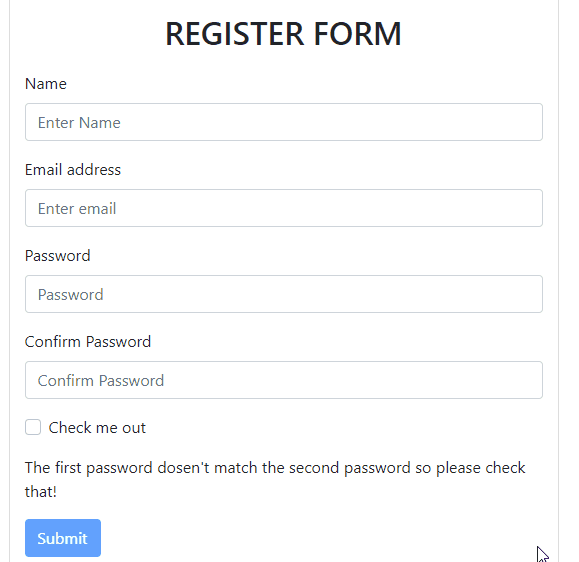 REGISTER FORM
Name
Enter Name
Email address
Enter email
Password
Password
Confirm Password
Confirm Password
Check me out
The first password dosen't match the second password so please check
that!
Submit